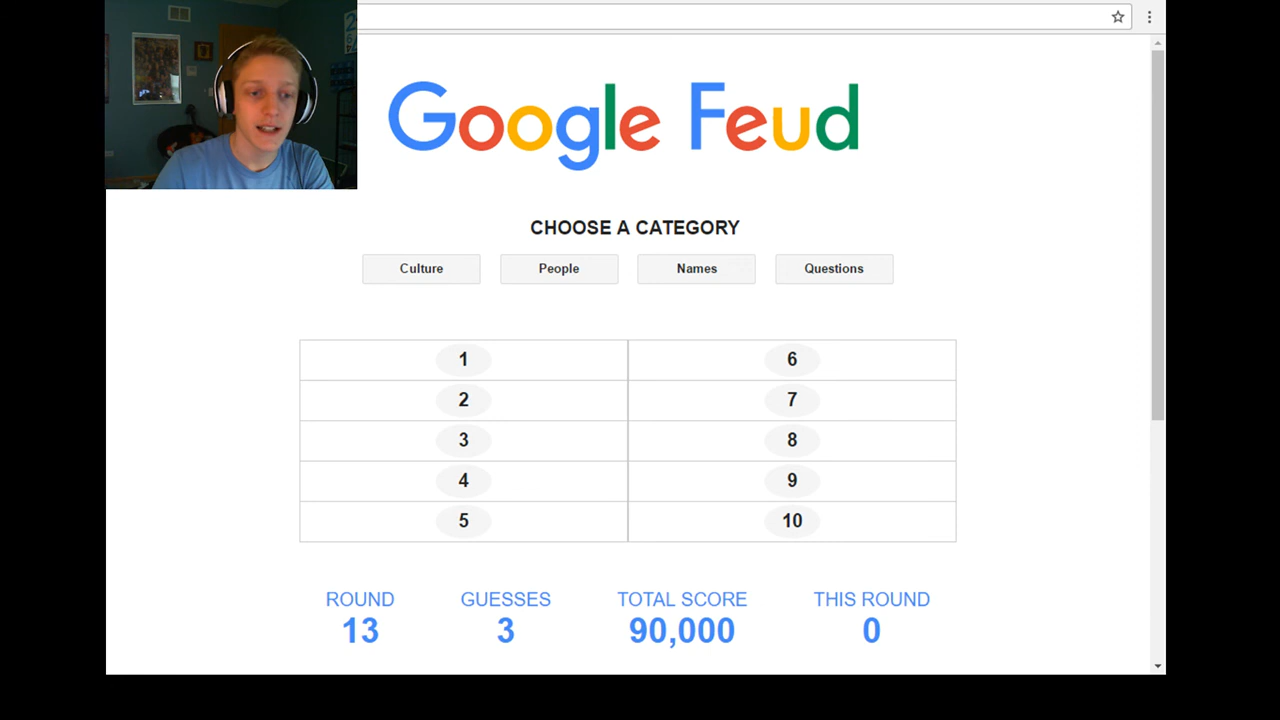 Google Feud
CHOOSE A CATEGORY
Culture People Names Questions
1 6
2 7
3 8
4 9
5 10
ROUND GUESSES TOTAL SCORE THIS ROUND
13 3 90,000 0